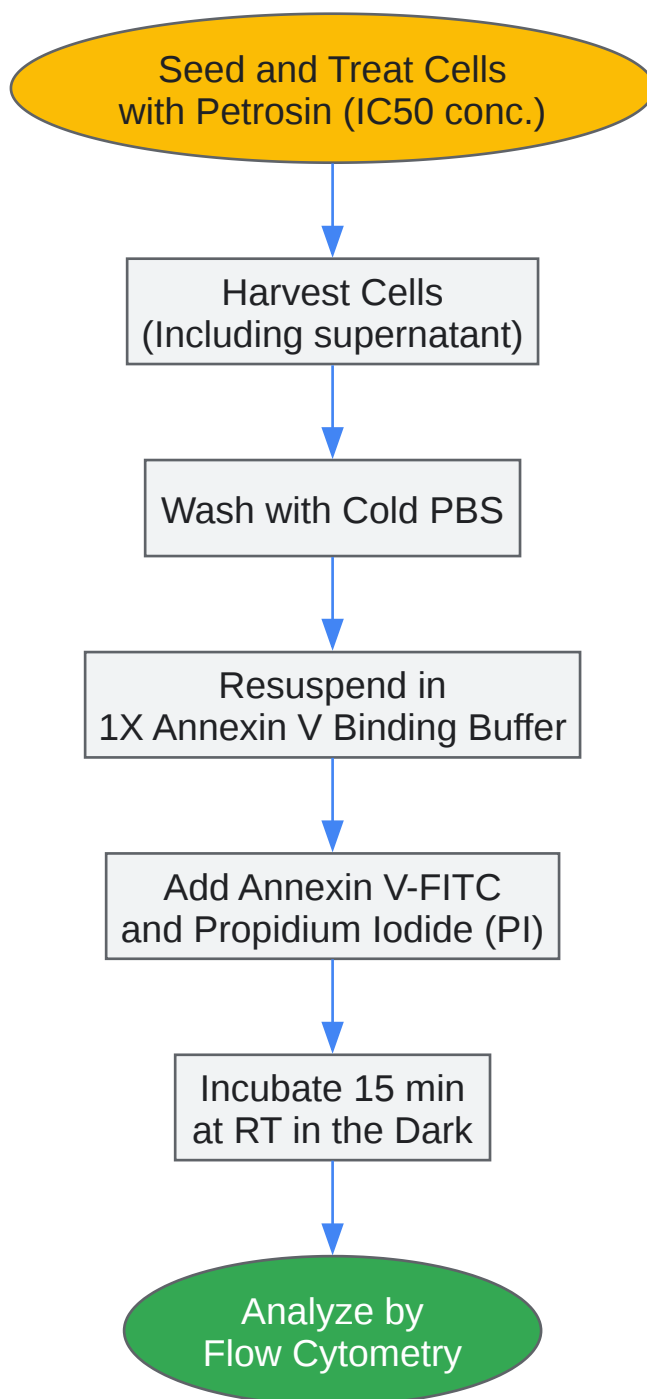 Seed and Treat Cells
with Petrosin (IC50 conc.)
Harvest Cells
(Including supernatant)
Wash with Cold PBS
Resuspend in
1X Annexin V Binding Buffer
Add Annexin V-FITC
and Propidium Iodide (PI)
Incubate 15 min
at RT in the Dark
Analyze by
Flow Cytometry